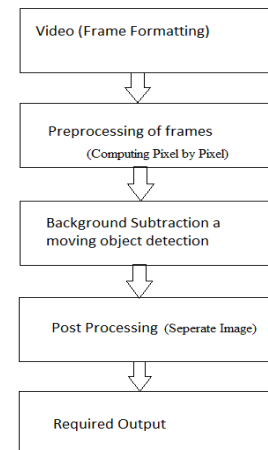 Video (Frame Formatting)
Preprocessing of frames
(Computing Pixel by Pixel)
Background Subtraction a
moving object detection
Post Processing (Seperate Image)
Required Output